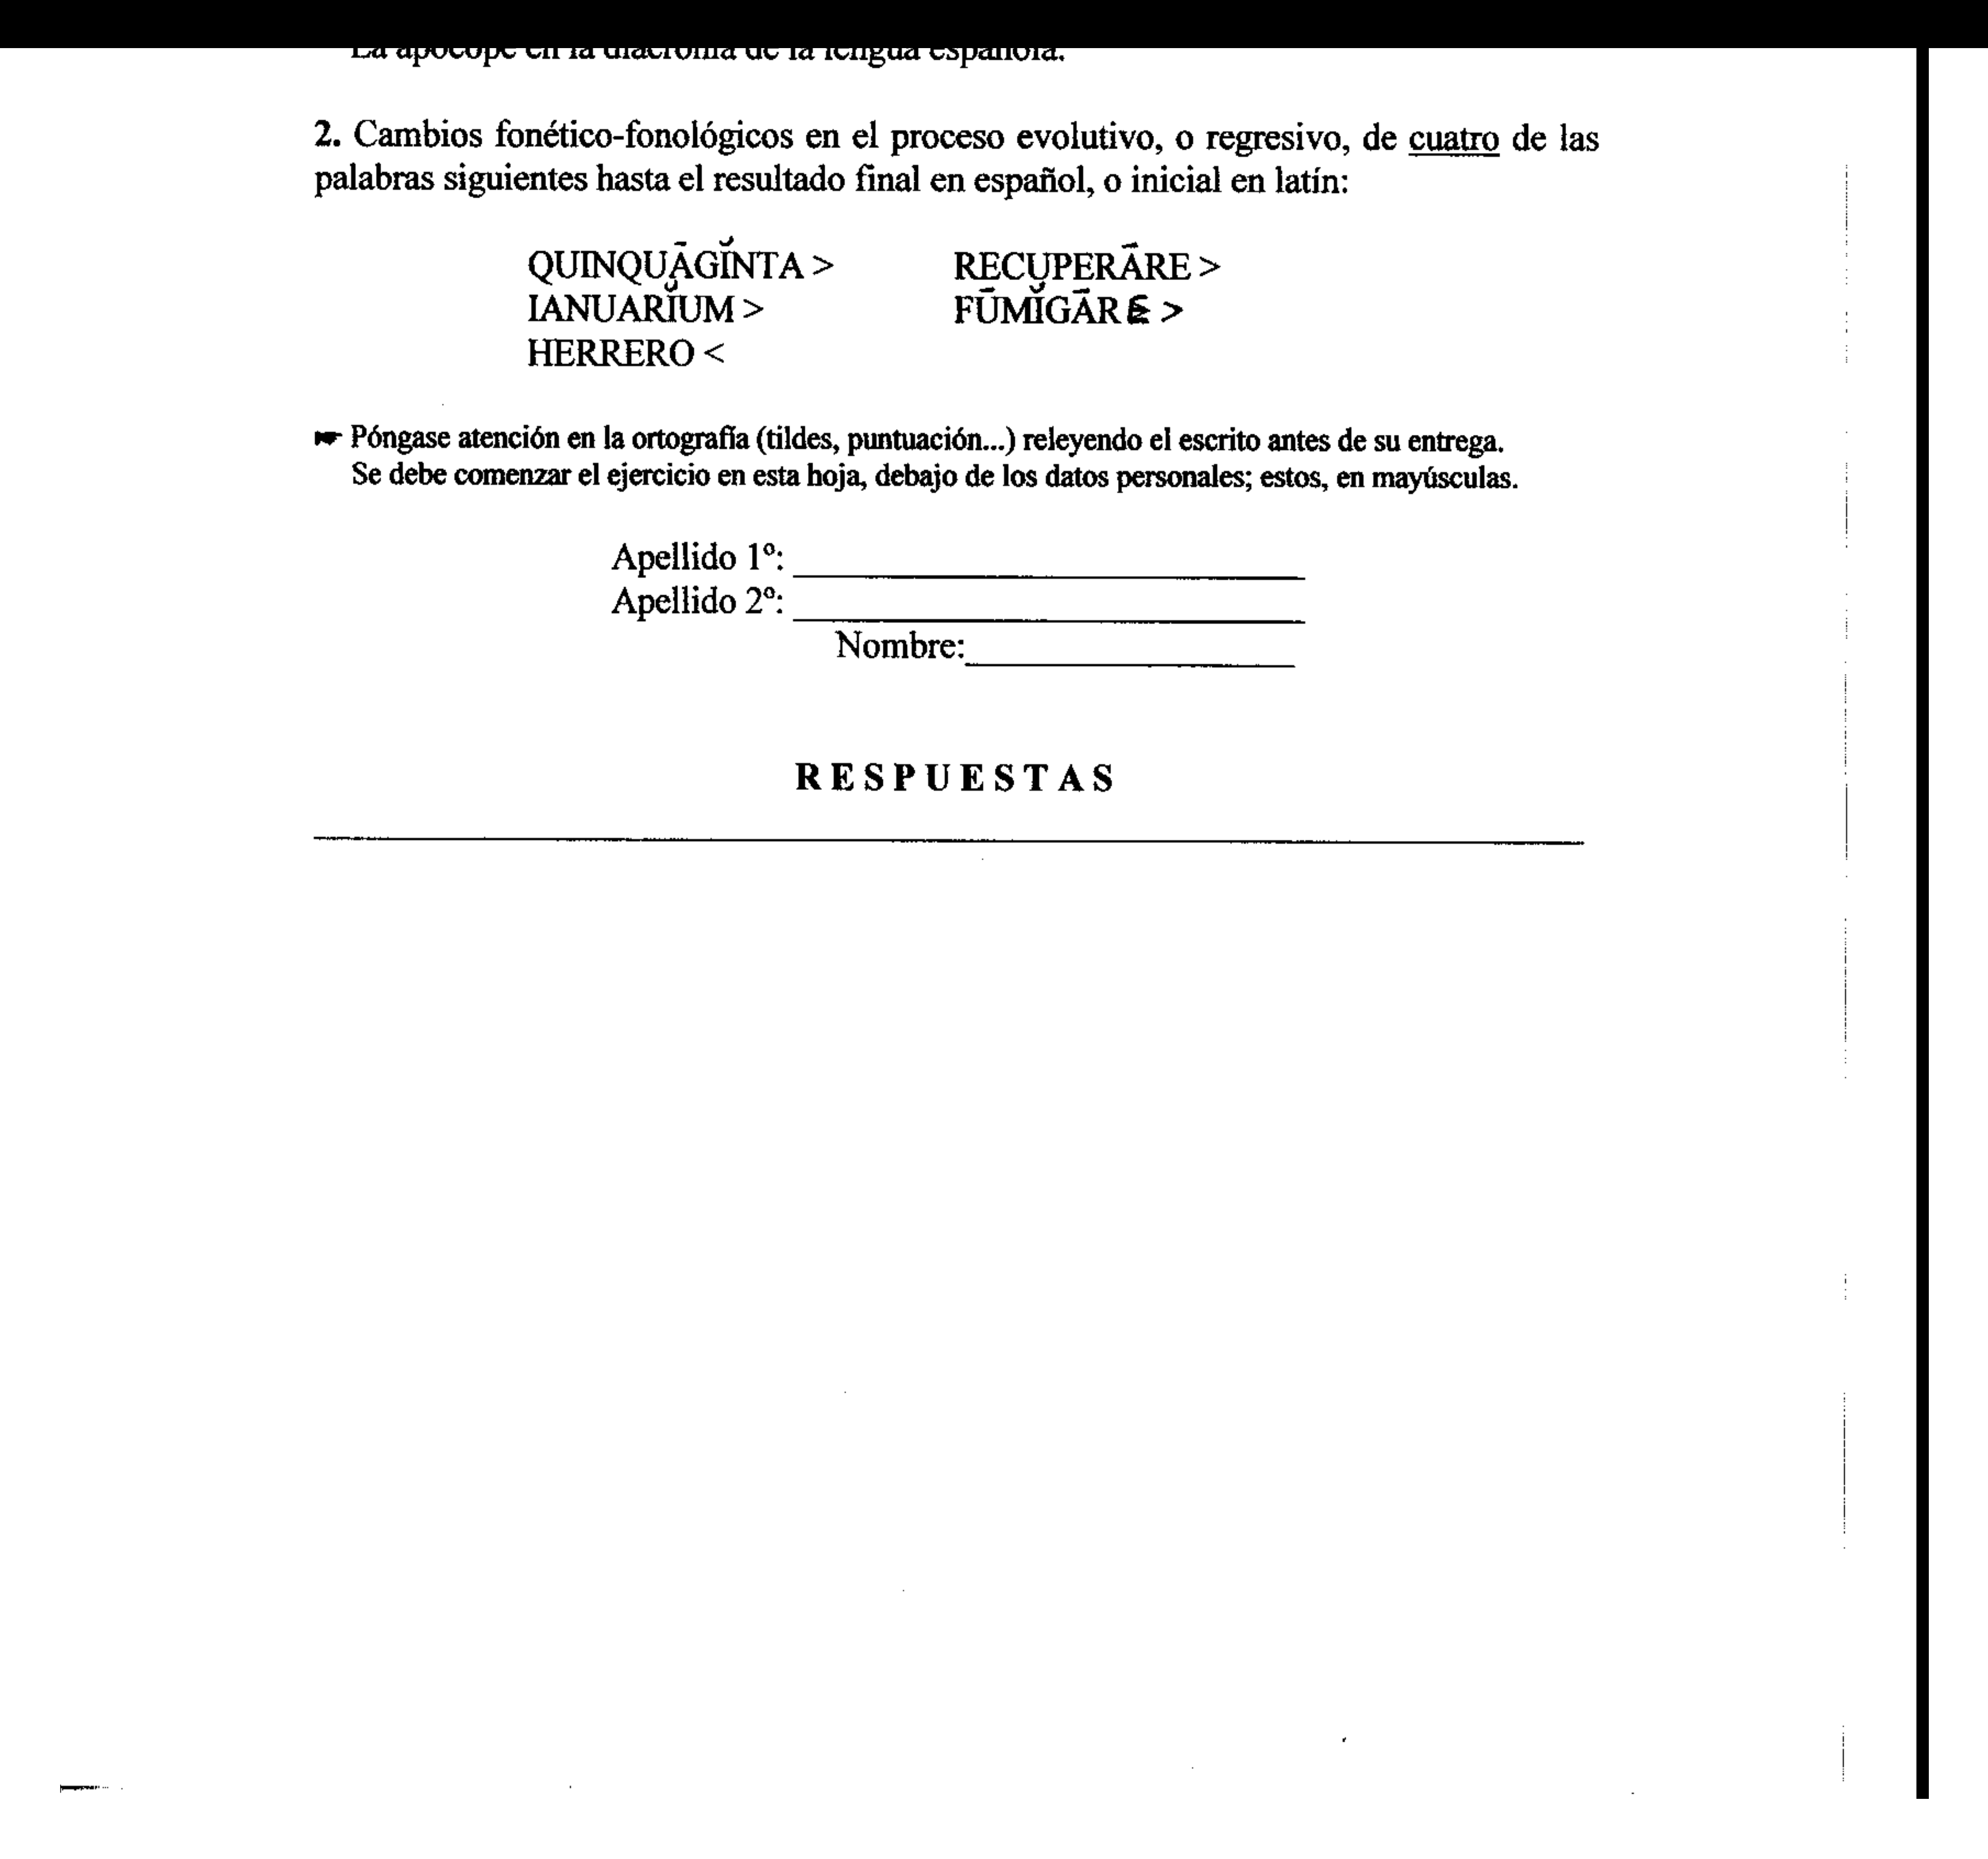 La apócope en la diacronía de la lengua española.
2. Cambios fonético-fonológicos en el proceso evolutivo, o regresivo, de cuatro de las
palabras siguientes hasta el resultado final en español, o inicial en latín:
QUINQUĀGĬNTA > RECUPERĀRE >
IANUARĬUM > FŪMĬGĀRE >
HERRERO <
☛ Póngase atención en la ortografía (tildes, puntuación...) releyendo el escrito antes de su entrega.
Se debe comenzar el ejercicio en esta hoja, debajo de los datos personales; estos, en mayúsculas.
Apellido 1º:
Apellido 2º:
Nombre:
RESPUESTAS